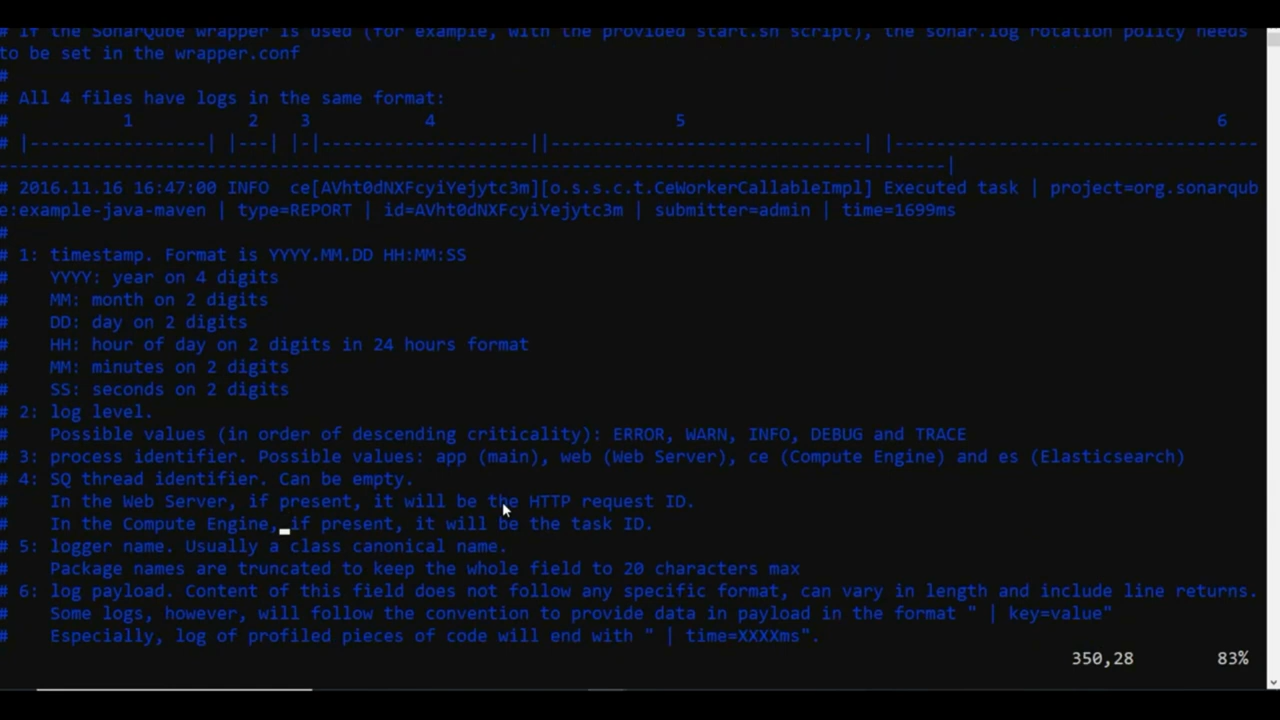 # If the SonarQube wrapper is used (for example, with the provided start.sh script), the sonar.log rotation policy needs
to be set in the wrapper.conf
#
# All 4 files have logs in the same format:
# 1 2 3 4 5 6
# |-----------------| |---| |-|--------------------||------------------------------| |-----------------------------------
-------------------------------------------------------------------------------------------|
# 2016.11.16 16:47:00 INFO  ce[AVht0dNXFcyiYejytc3m][o.s.s.c.t.CeWorkerCallableImpl] Executed task | project=org.sonarqub
e:example-java-maven | type=REPORT | id=AVht0dNXFcyiYejytc3m | submitter=admin | time=1699ms
#
# 1: timestamp. Format is YYYY.MM.DD HH:MM:SS
#    YYYY: year on 4 digits
#    MM: month on 2 digits
#    DD: day on 2 digits
#    HH: hour of day on 2 digits in 24 hours format
#    MM: minutes on 2 digits
#    SS: seconds on 2 digits
# 2: log level.
#    Possible values (in order of descending criticality): ERROR, WARN, INFO, DEBUG and TRACE
# 3: process identifier. Possible values: app (main), web (Web Server), ce (Compute Engine) and es (Elasticsearch)
# 4: SQ thread identifier. Can be empty.
#    In the Web Server, if present, it will be the HTTP request ID.
#    In the Compute Engine, if present, it will be the task ID.
# 5: logger name. Usually a class canonical name.
#    Package names are truncated to keep the whole field to 20 characters max
# 6: log payload. Content of this field does not follow any specific format, can vary in length and include line returns.
#    Some logs, however, will follow the convention to provide data in payload in the format " | key=value"
#    Especially, log of profiled pieces of code will end with " | time=XXXXms".
350,28 83%